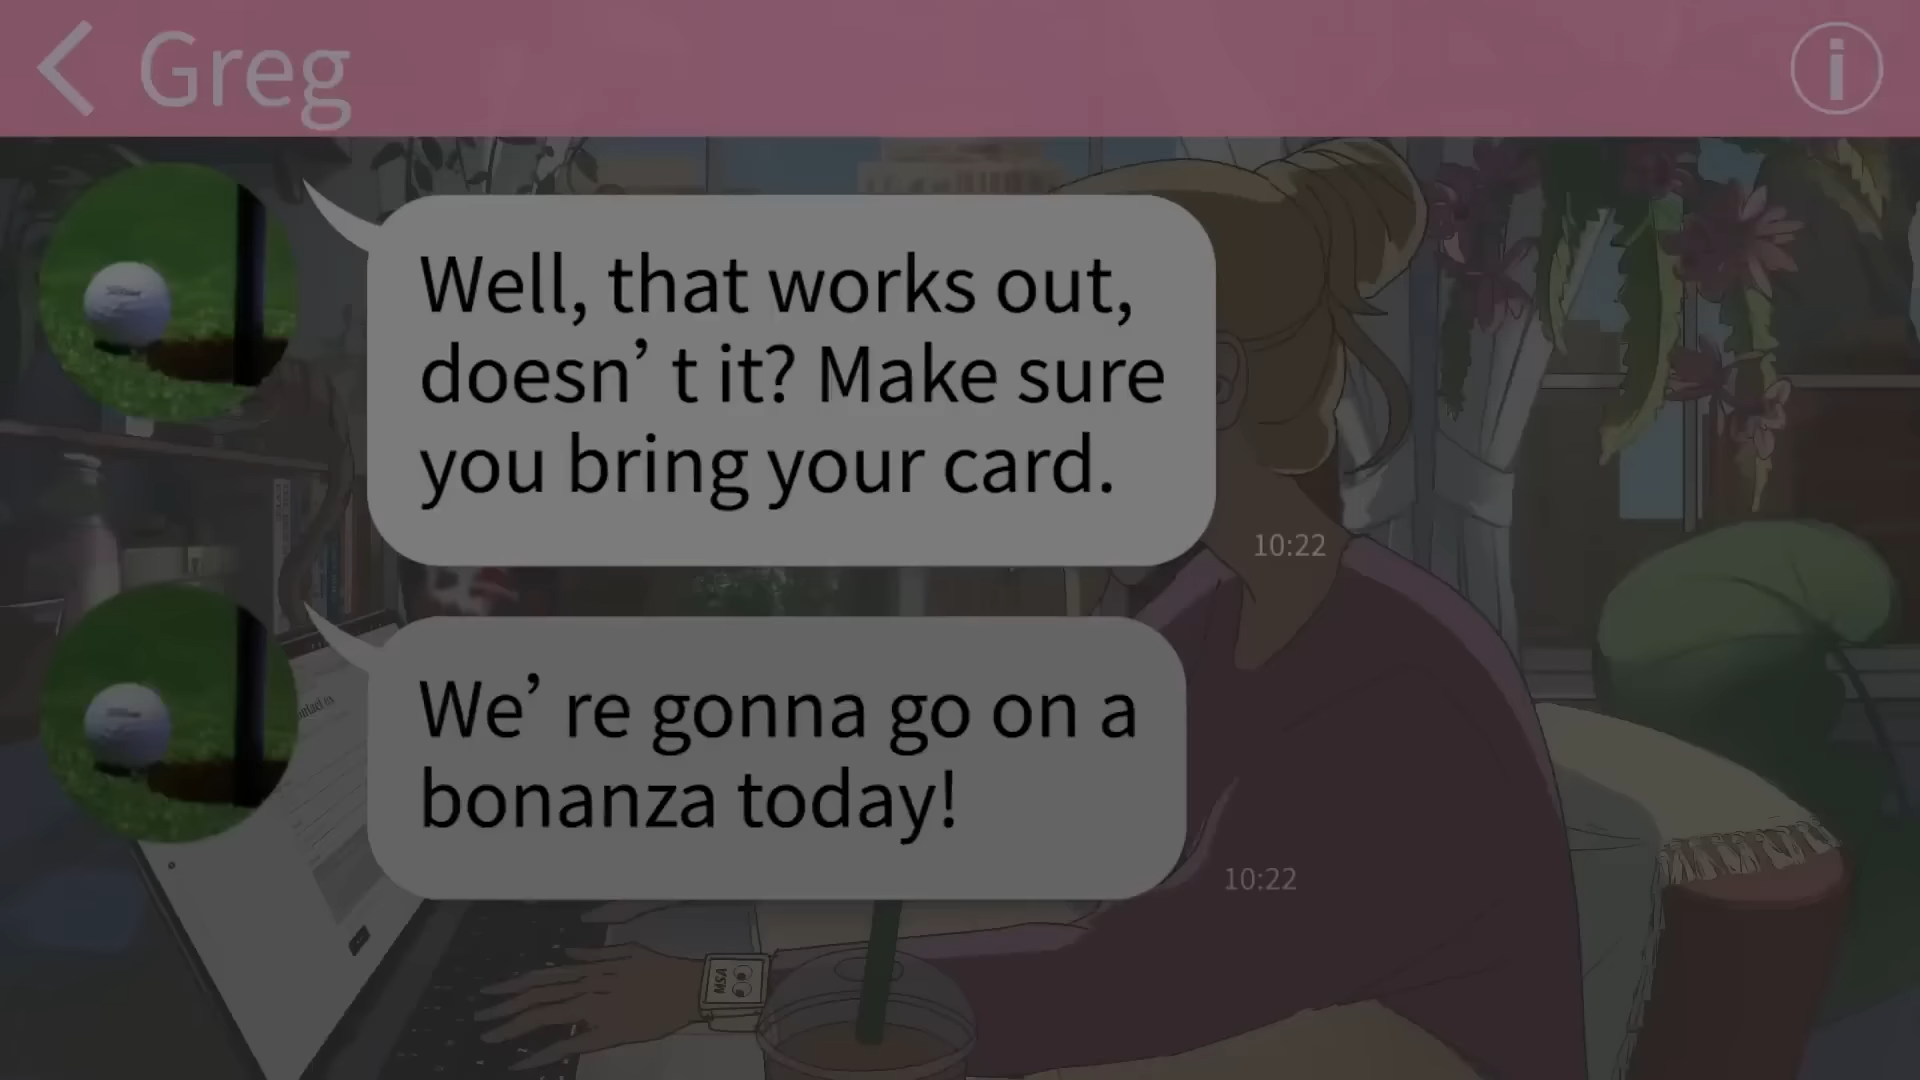 Greg
i
Well, that works out,
doesn’ t it? Make sure
you bring your card.
10:22
We’ re gonna go on a
bonanza today!
10:22
MSA